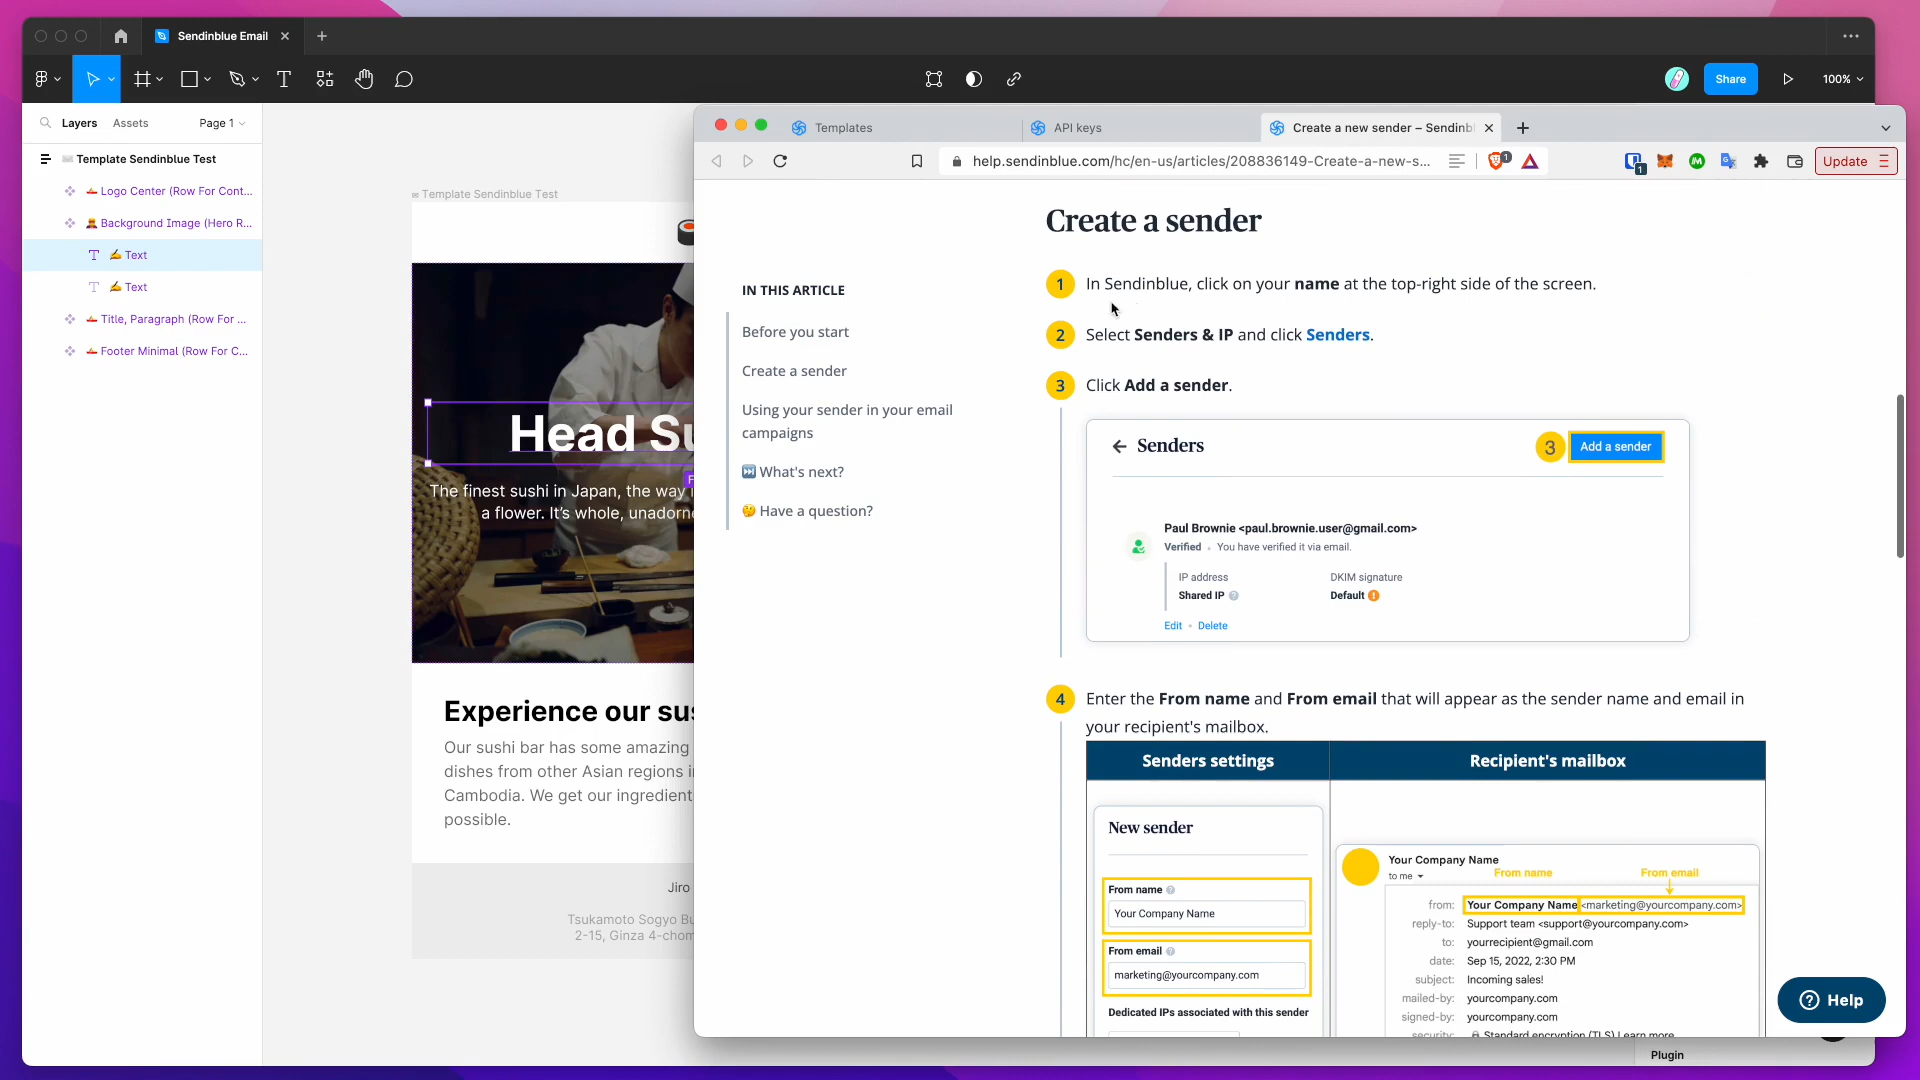 Sendinblue Email
Share
100%
Layers
Assets
Page 1
Template Sendinblue Test
Logo Center (Row For Cont...
Background Image (Hero R...
Text
Text
Title, Paragraph (Row For ...
Footer Minimal (Row For C...
Template Sendinblue Test
Head Su
The finest sushi in Japan, the way
a flower. It's whole, unadorne
Experience our sus
Our sushi bar has some amazing
dishes from other Asian regions i
Cambodia. We get our ingredient
possible.
Jiro
Tsukamoto Sogyo Bu
2-15, Ginza 4-chom
Templates
API keys
Create a new sender – Sendinb
help.sendinblue.com/hc/en-us/articles/208836149-Create-a-new-s...
1
1
Update
IN THIS ARTICLE
Before you start
Create a sender
Using your sender in your email
campaigns
What's next?
Have a question?
Create a sender
1 In Sendinblue, click on your name at the top-right side of the screen.
2 Select Senders & IP and click Senders.
3 Click Add a sender.
Senders
3 Add a sender
Paul Brownie <paul.brownie.user@gmail.com>
Verified • You have verified it via email.
IP address
DKIM signature
Shared IP
Default
Edit • Delete
4 Enter the From name and From email that will appear as the sender name and email in
your recipient's mailbox.
Senders settings
Recipient's mailbox
New sender
From name
Your Company Name
From email
marketing@yourcompany.com
Dedicated IPs associated with this sender
Your Company Name
to me
From name
From email
from: Your Company Name <marketing@yourcompany.com>
reply-to: Support team <support@yourcompany.com>
to: yourrecipient@gmail.com
date: Sep 15, 2022, 2:30 PM
subject: Incoming sales!
mailed-by: yourcompany.com
signed-by: yourcompany.com
security: Standard encryption (TLS) Learn more
Help
Plugin